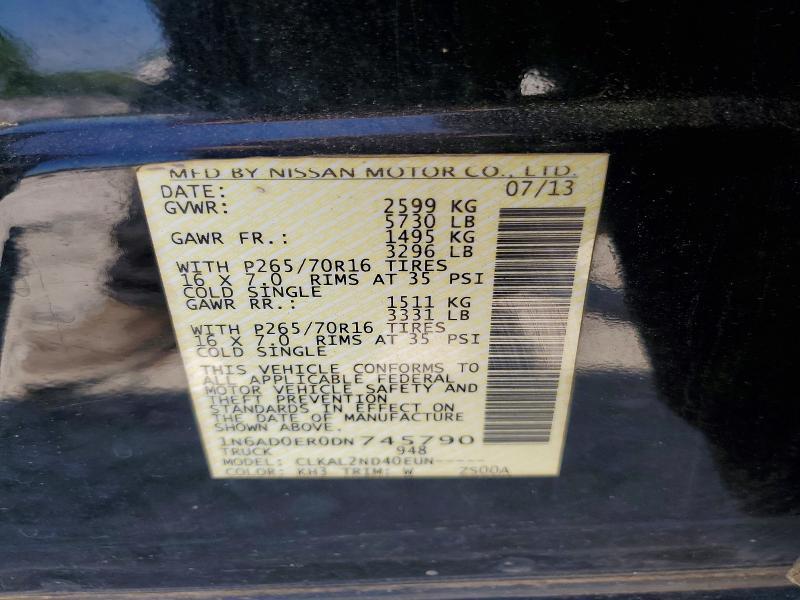 MFD BY NISSAN MOTOR CO., LTD.
DATE: 07/13
GVWR: 2599 KG
5730 LB
GAWR FR.: 1495 KG
3296 LB
WITH P265/70R16 TIRES
16 X 7.0 RIMS AT 35 PSI
COLD SINGLE
GAWR RR.: 1511 KG
3331 LB
WITH P265/70R16 TIRES
16 X 7.0 RIMS AT 35 PSI
COLD SINGLE
THIS VEHICLE CONFORMS TO
ALL APPLICABLE FEDERAL
MOTOR VEHICLE SAFETY AND
THEFT PREVENTION
STANDARDS IN EFFECT ON
THE DATE OF MANUFACTURE
SHOWN ABOVE.
1N6AD0ER0DN745790
TRUCK 948
MODEL: CLKAL2ND40EUN-----
COLOR: KH3 TRIM: W ZS00A